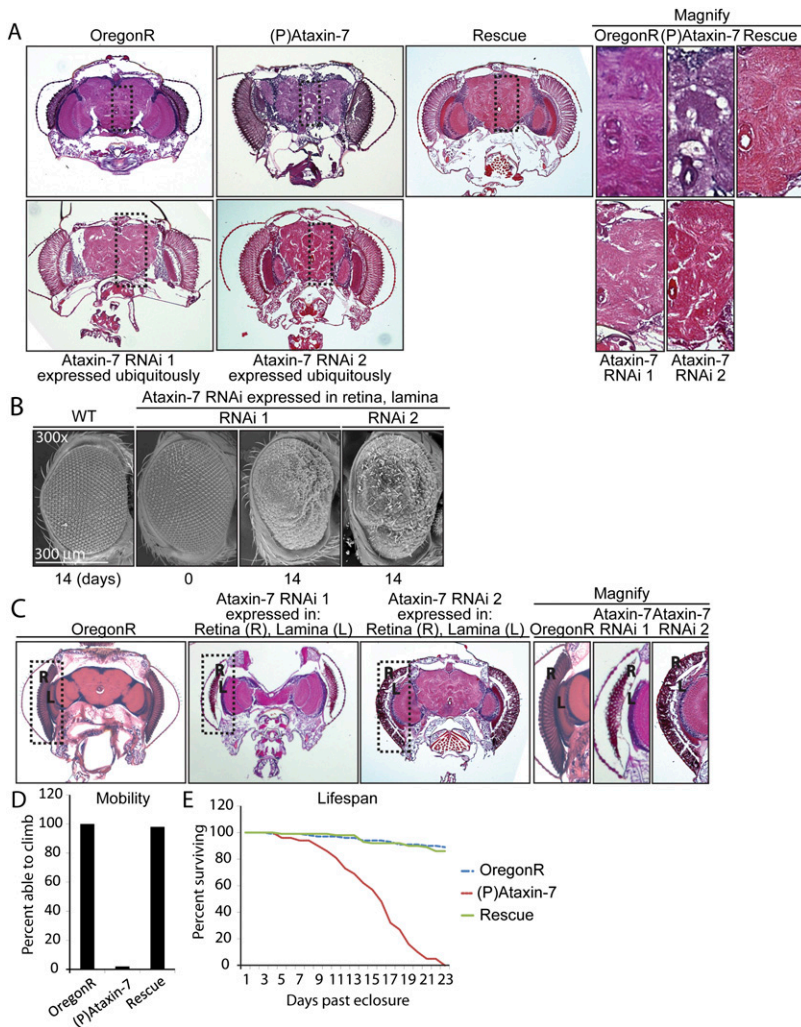 A
OregonR
(P)Ataxin-7
Rescue
Magnify
OregonR (P)Ataxin-7 Rescue
Ataxin-7 RNAi 1
expressed ubiquitously
Ataxin-7 RNAi 2
expressed ubiquitously
Ataxin-7
RNAi 1
Ataxin-7
RNAi 2
B
Ataxin-7 RNAi expressed in retina, lamina
WT
RNAi 1
RNAi 2
300x
300 µm
14 (days)
0
14
14
C
OregonR
Ataxin-7 RNAi 1
expressed in:
Retina (R), Lamina (L)
Ataxin-7 RNAi 2
expressed in:
Retina (R), Lamina (L)
Magnify
OregonR
Ataxin-7
RNAi 1
Ataxin-7
RNAi 2
R
L
R
L
R
L
R
L
R
L
R
L
D
Mobility
Percent able to climb
120
100
80
60
40
20
0
OregonR
(P)Ataxin-7
Rescue
E
Lifespan
Percent surviving
120
100
80
60
40
20
0
1 3 5 7 9 11 13 15 17 19 21 23
Days past eclosure
OregonR
(P)Ataxin-7
Rescue